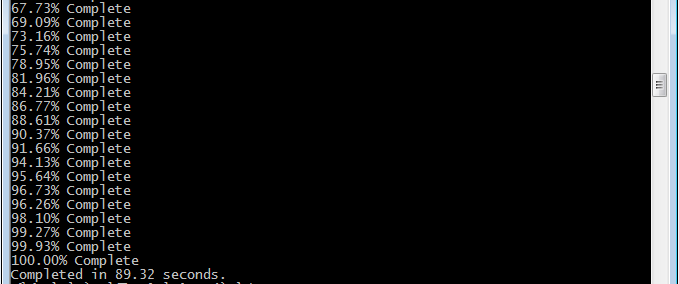 67.73% Complete
69.09% Complete
73.16% Complete
75.74% Complete
78.95% Complete
81.96% Complete
84.21% Complete
86.77% Complete
88.61% Complete
90.37% Complete
91.66% Complete
94.13% Complete
95.64% Complete
96.73% Complete
96.26% Complete
98.10% Complete
99.27% Complete
99.93% Complete
100.00% Complete
Completed in 89.32 seconds.